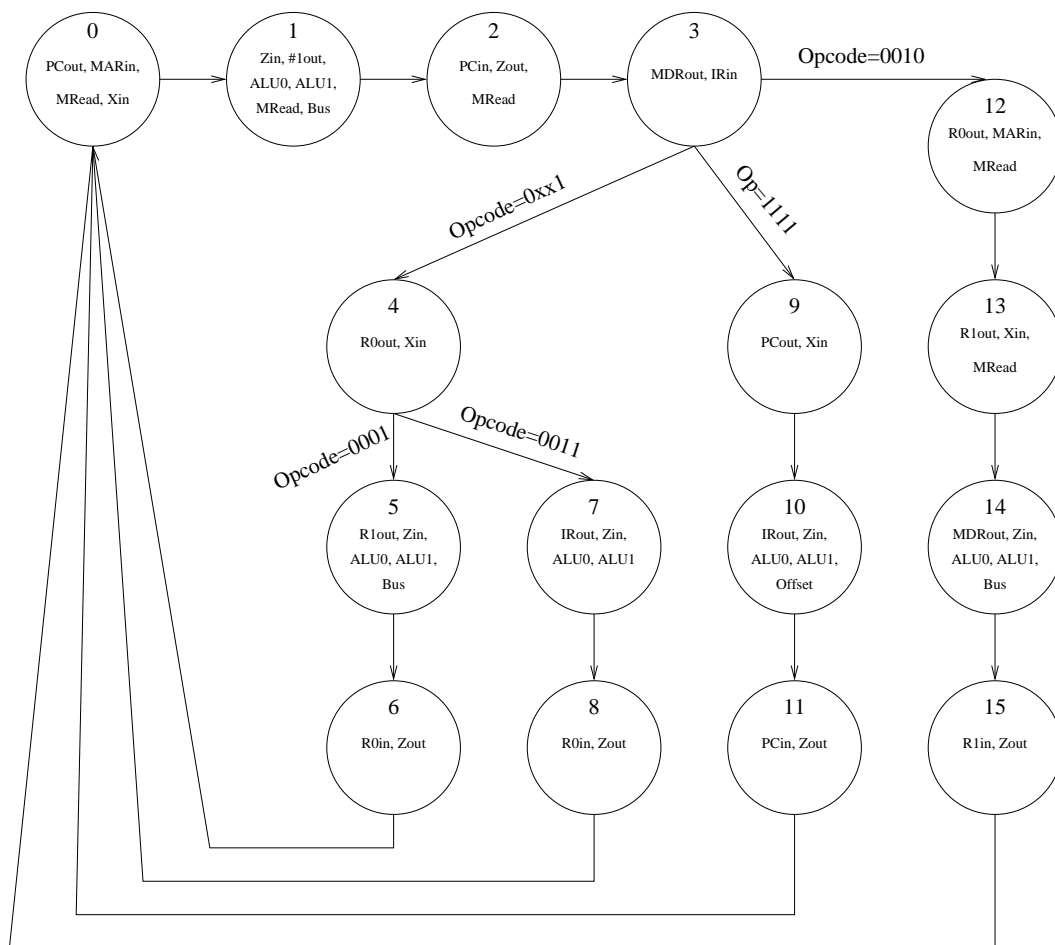 0
PCout, MARin,
MRead, Xin
1
Zin, #1out,
ALU0, ALU1,
MRead, Bus
2
PCin, Zout,
MRead
3
MDRout, IRin
Opcode=0010
12
R0out, MARin,
MRead
Opcode=0xx1
Op=1111
4
R0out, Xin
9
PCout, Xin
13
R1out, Xin,
MRead
Opcode=0001
Opcode=0011
5
R1out, Zin,
ALU0, ALU1,
Bus
7
IRout, Zin,
ALU0, ALU1
10
IRout, Zin,
ALU0, ALU1,
Offset
14
MDRout, Zin,
ALU0, ALU1,
Bus
6
R0in, Zout
8
R0in, Zout
11
PCin, Zout
15
R1in, Zout